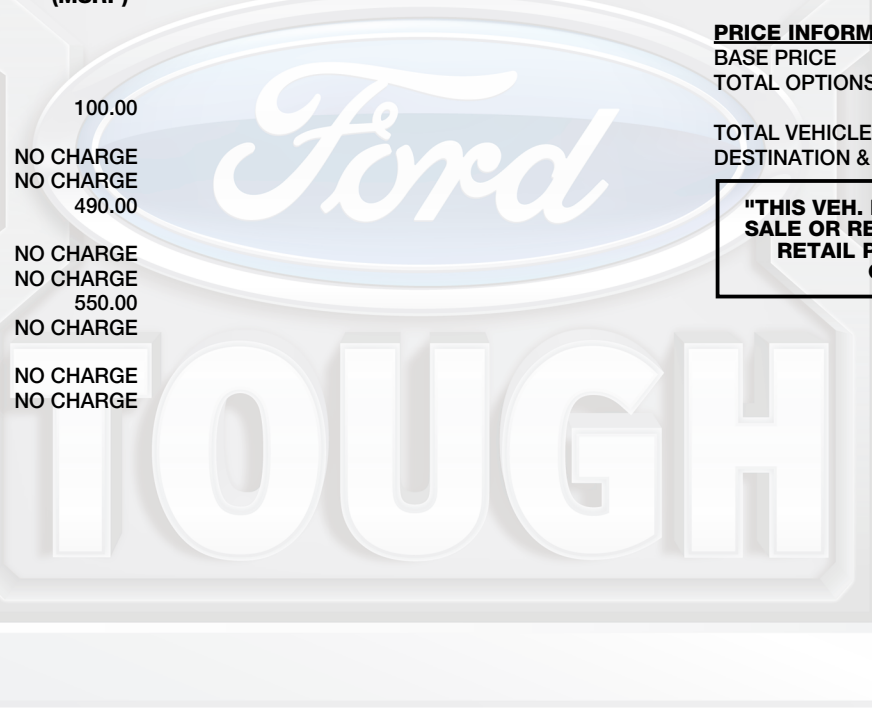 (MSRP)
100.00
NO CHARGE
NO CHARGE
490.00
NO CHARGE
NO CHARGE
550.00
NO CHARGE
NO CHARGE
NO CHARGE
PRICE INFORM
BASE PRICE
TOTAL OPTIONS
TOTAL VEHICLE
DESTINATION &
"THIS VEH.
SALE OR RE
RETAIL P
Ford
TOUGH